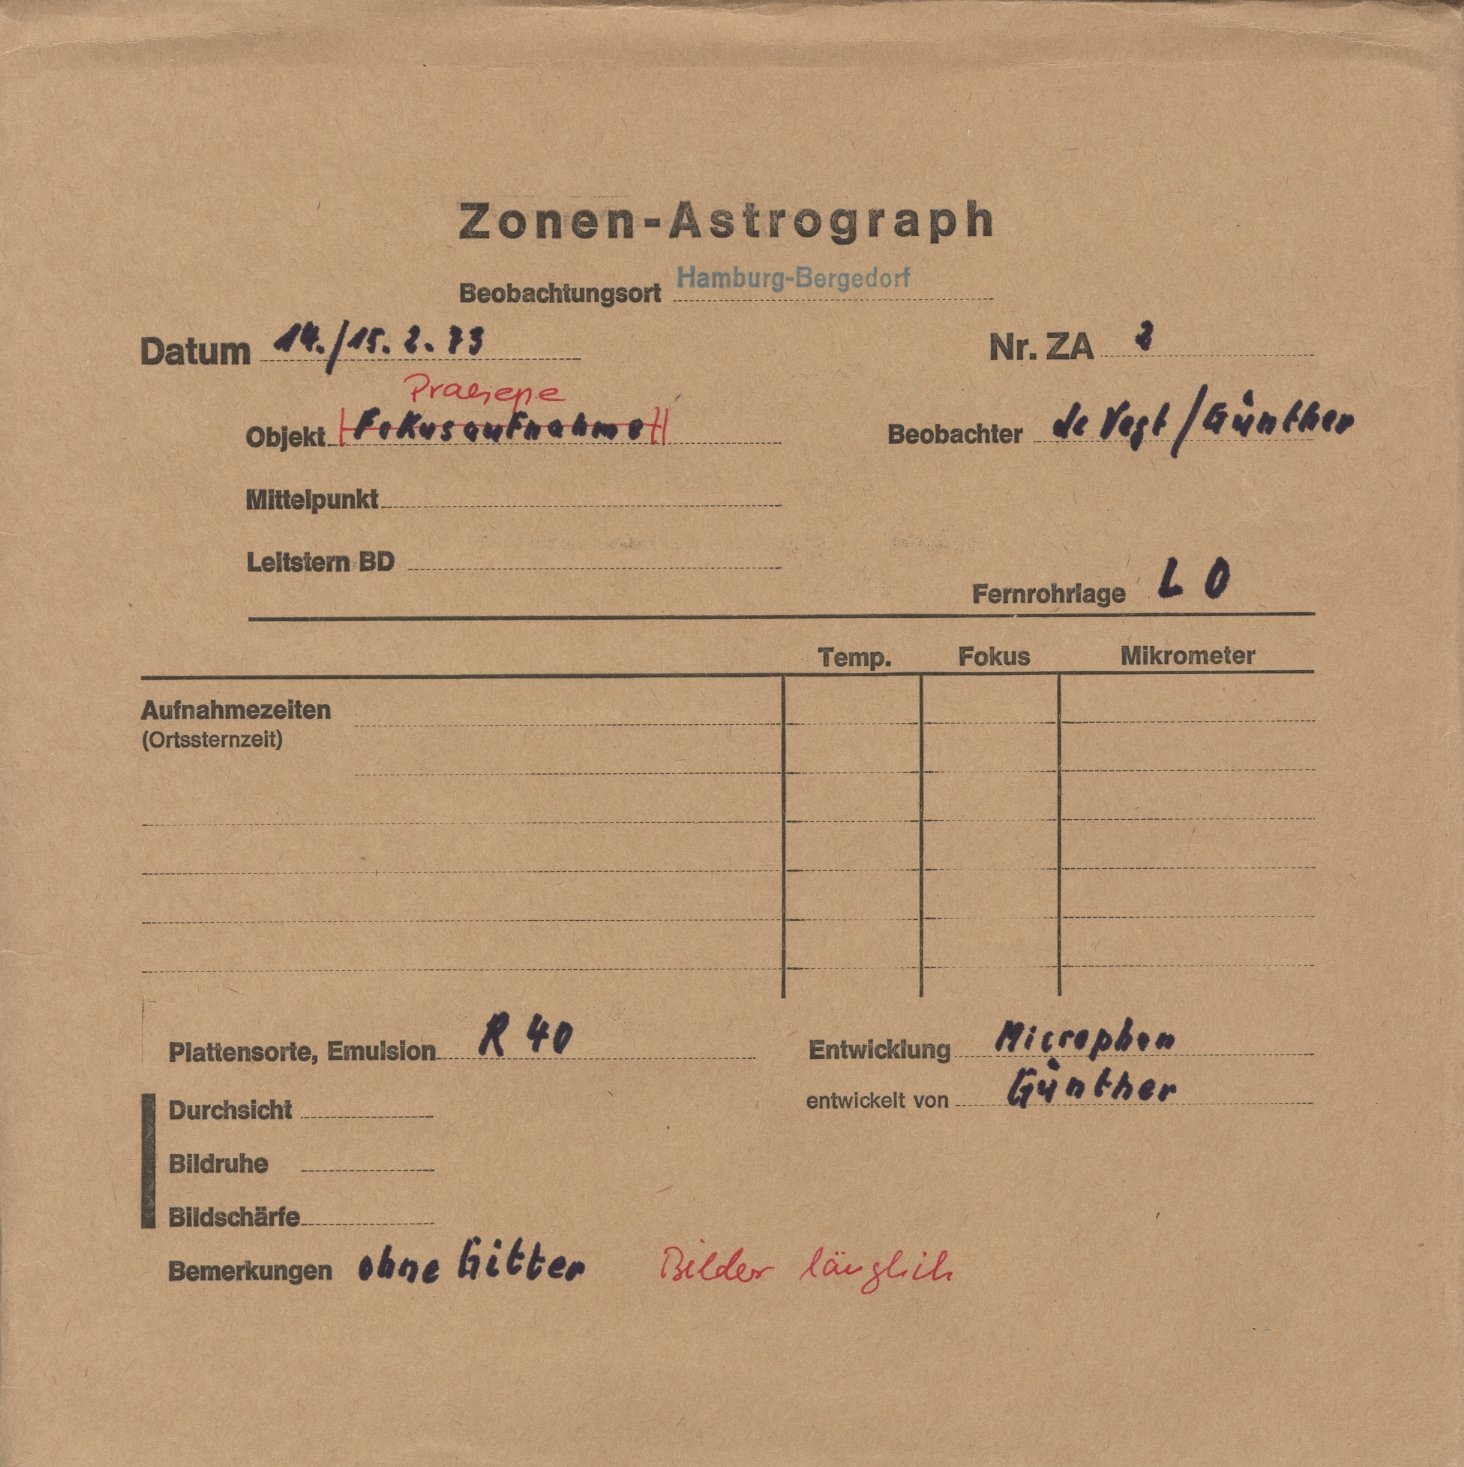 Zonen-Astrograph
Beobachtungsort Hamburg-Bergedorf
Datum 14./15. 2. 73 Nr. ZA 2
Praesepe
Objekt Fokusaufnahme Beobachter de Vegt/Günther
Mittelpunkt
Leitstern BD
Fernrohrlage L O
Temp. Fokus Mikrometer
Aufnahmezeiten
(Ortssternzeit)
Plattensorte, Emulsion R 40 Entwicklung Microphen
Durchsicht entwickelt von Günther
Bildruhe
Bildschärfe
Bemerkungen ohne Gitter Bilder länglich